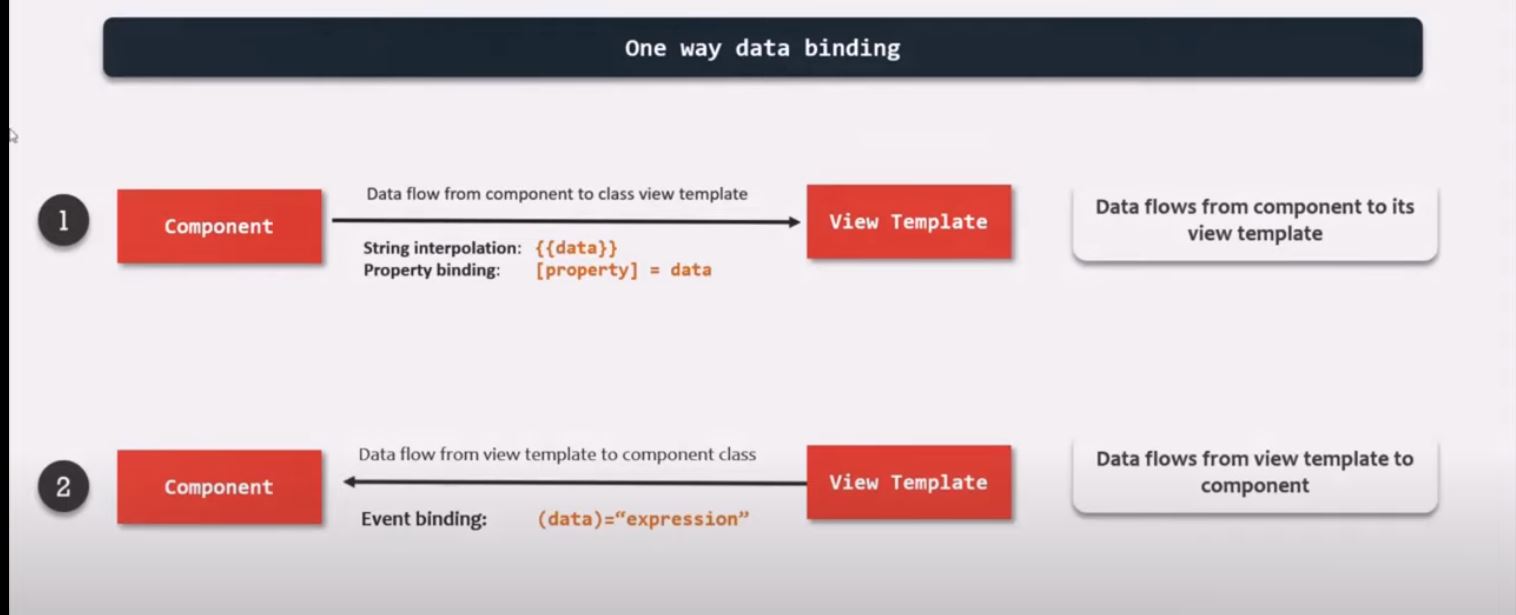 One way data binding
1
Component
Data flow from component to class view template
String interpolation: {{data}}
Property binding: [property] = data
View Template
Data flows from component to its
view template
2
Component
Data flow from view template to component class
Event binding: (data)=“expression”
View Template
Data flows from view template to
component